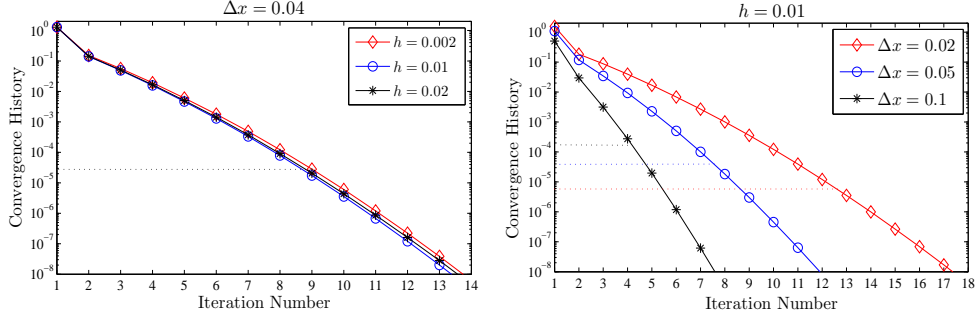 Δx = 0.04
10^0
10^-1
10^-2
10^-3
10^-4
10^-5
10^-6
10^-7
10^-8
Convergence History
h = 0.002
h = 0.01
h = 0.02
1 2 3 4 5 6 7 8 9 10 11 12 13 14
Iteration Number
h = 0.01
10^0
10^-1
10^-2
10^-3
10^-4
10^-5
10^-6
10^-7
10^-8
Convergence History
Δx = 0.02
Δx = 0.05
Δx = 0.1
1 2 3 4 5 6 7 8 9 10 11 12 13 14 15 16 17 18
Iteration Number